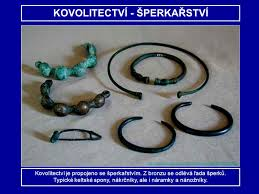 KOVOLITECTVÍ - ŠPERKAŘSTVÍ
Kovolitectví je propojeno se šperkařstvím. Z bronzu se odlévá řada šperků.
Typické keltské spony, nákrčníky, ale i náramky a nánožníky.